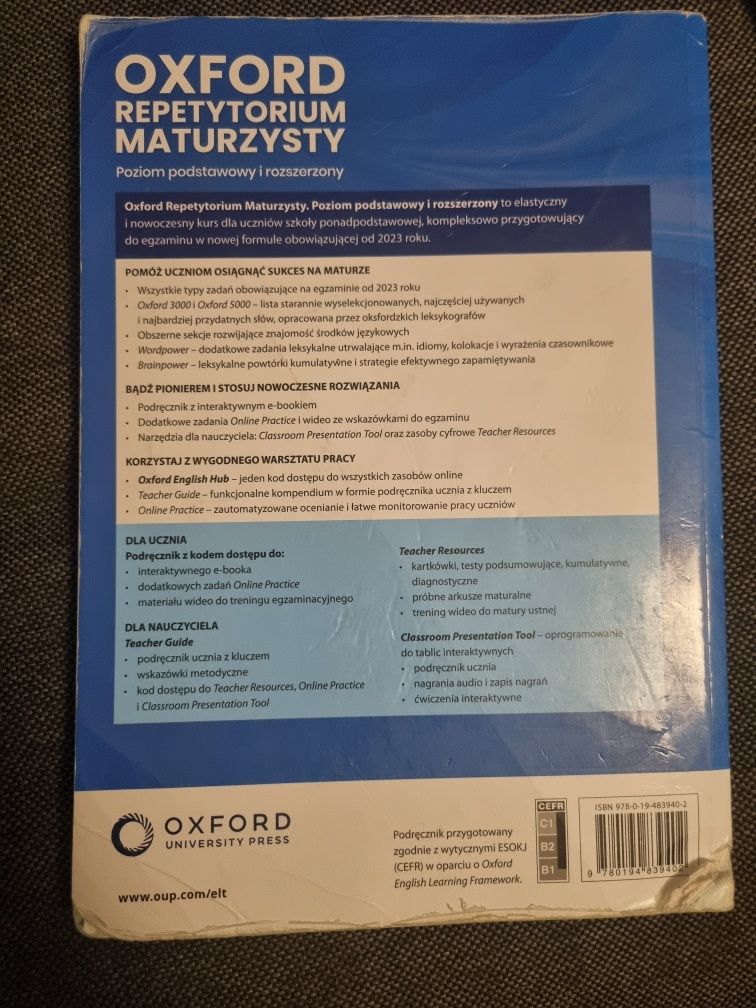 OXFORD
REPETYTORIUM
MATURZYSTY
Poziom podstawowy i rozszerzony
Oxford Repetytorium Maturzysty. Poziom podstawowy i rozszerzony to elastyczny
i nowoczesny kurs dla uczniów szkoły ponadpodstawowej, kompleksowo przygotowujący
do egzaminu w nowej formule obowiązującej od 2023 roku.
POMÓŻ UCZNIOM OSIĄGNĄĆ SUKCES NA MATURZE
• Wszystkie typy zadań obowiązujące na egzaminie od 2023 roku
• Oxford 3000 i Oxford 5000 – lista starannie wyselekcjonowanych, najczęściej używanych
i najbardziej przydatnych słów, opracowana przez oksfordzkich leksykografów
• Obszerne sekcje rozwijające znajomość środków językowych
• Wordpower – dodatkowe zadania leksykalne utrwalające m.in. idiomy, kolokacje i wyrażenia czasownikowe
• Brainpower – leksykalne powtórki kumulatywne i strategie efektywnego zapamiętywania
BĄDŹ PIONIEREM I STOSUJ NOWOCZESNE ROZWIĄZANIA
• Podręcznik z interaktywnym e-bookiem
• Dodatkowe zadania Online Practice i wideo ze wskazówkami do egzaminu
• Narzędzia dla nauczyciela: Classroom Presentation Tool oraz zasoby cyfrowe Teacher Resources
KORZYSTAJ Z WYGODNEGO WARSZTATU PRACY
• Oxford English Hub – jeden kod dostępu do wszystkich zasobów online
• Teacher Guide – funkcjonalne kompendium w formie podręcznika ucznia z kluczem
• Online Practice – zautomatyzowane ocenianie i łatwe monitorowanie pracy uczniów
DLA UCZNIA
Podręcznik z kodem dostępu do:
• interaktywnego e-booka
• dodatkowych zadań Online Practice
• materiału wideo do treningu egzaminacyjnego
DLA NAUCZYCIELA
Teacher Guide
• podręcznik ucznia z kluczem
• wskazówki metodyczne
• kod dostępu do Teacher Resources, Online Practice
i Classroom Presentation Tool
Teacher Resources
• kartkówki, testy podsumowujące, kumulatywne,
diagnostyczne
• próbne arkusze maturalne
• trening wideo do matury ustnej
Classroom Presentation Tool – oprogramowanie
do tablic interaktywnych
• podręcznik ucznia
• nagrania audio i zapis nagrań
• ćwiczenia interaktywne
OXFORD
UNIVERSITY PRESS
www.oup.com/elt
Podręcznik przygotowany
zgodnie z wytycznymi ESOKJ
(CEFR) w oparciu o Oxford
English Learning Framework.
CEFR
C1
B2
B1
ISBN 978-0-19-483940-2
9 780194 839402